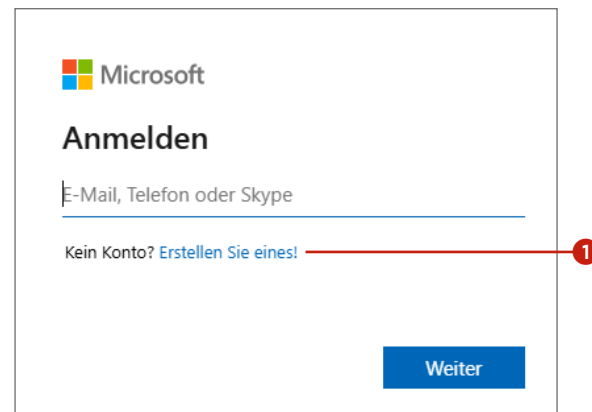 Microsoft
Anmelden
E-Mail, Telefon oder Skype
Kein Konto? Erstellen Sie eines!
1
Weiter